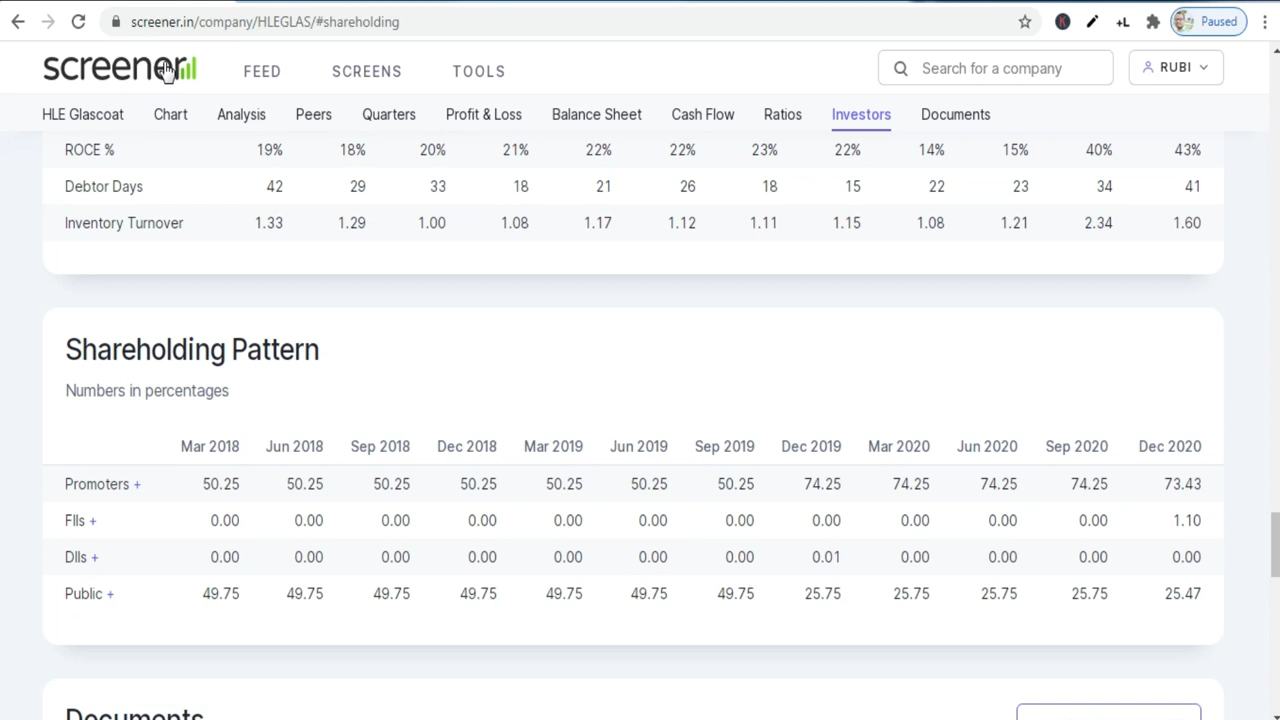 screener.in/company/HLEGLAS/#shareholding
K
+L
Paused
screener
FEED SCREENS TOOLS
Search for a company
RUBI
HLE Glascoat Chart Analysis Peers Quarters Profit & Loss Balance Sheet Cash Flow Ratios Investors Documents
ROCE % 19% 18% 20% 21% 22% 22% 23% 22% 14% 15% 40% 43%
Debtor Days 42 29 33 18 21 26 18 15 22 23 34 41
Inventory Turnover 1.33 1.29 1.00 1.08 1.17 1.12 1.11 1.15 1.08 1.21 2.34 1.60
Shareholding Pattern
Numbers in percentages
Mar 2018 Jun 2018 Sep 2018 Dec 2018 Mar 2019 Jun 2019 Sep 2019 Dec 2019 Mar 2020 Jun 2020 Sep 2020 Dec 2020
Promoters + 50.25 50.25 50.25 50.25 50.25 50.25 50.25 74.25 74.25 74.25 74.25 73.43
FIIs + 0.00 0.00 0.00 0.00 0.00 0.00 0.00 0.00 0.00 0.00 0.00 1.10
DIIs + 0.00 0.00 0.00 0.00 0.00 0.00 0.00 0.01 0.00 0.00 0.00 0.00
Public + 49.75 49.75 49.75 49.75 49.75 49.75 49.75 25.75 25.75 25.75 25.75 25.47
Documents